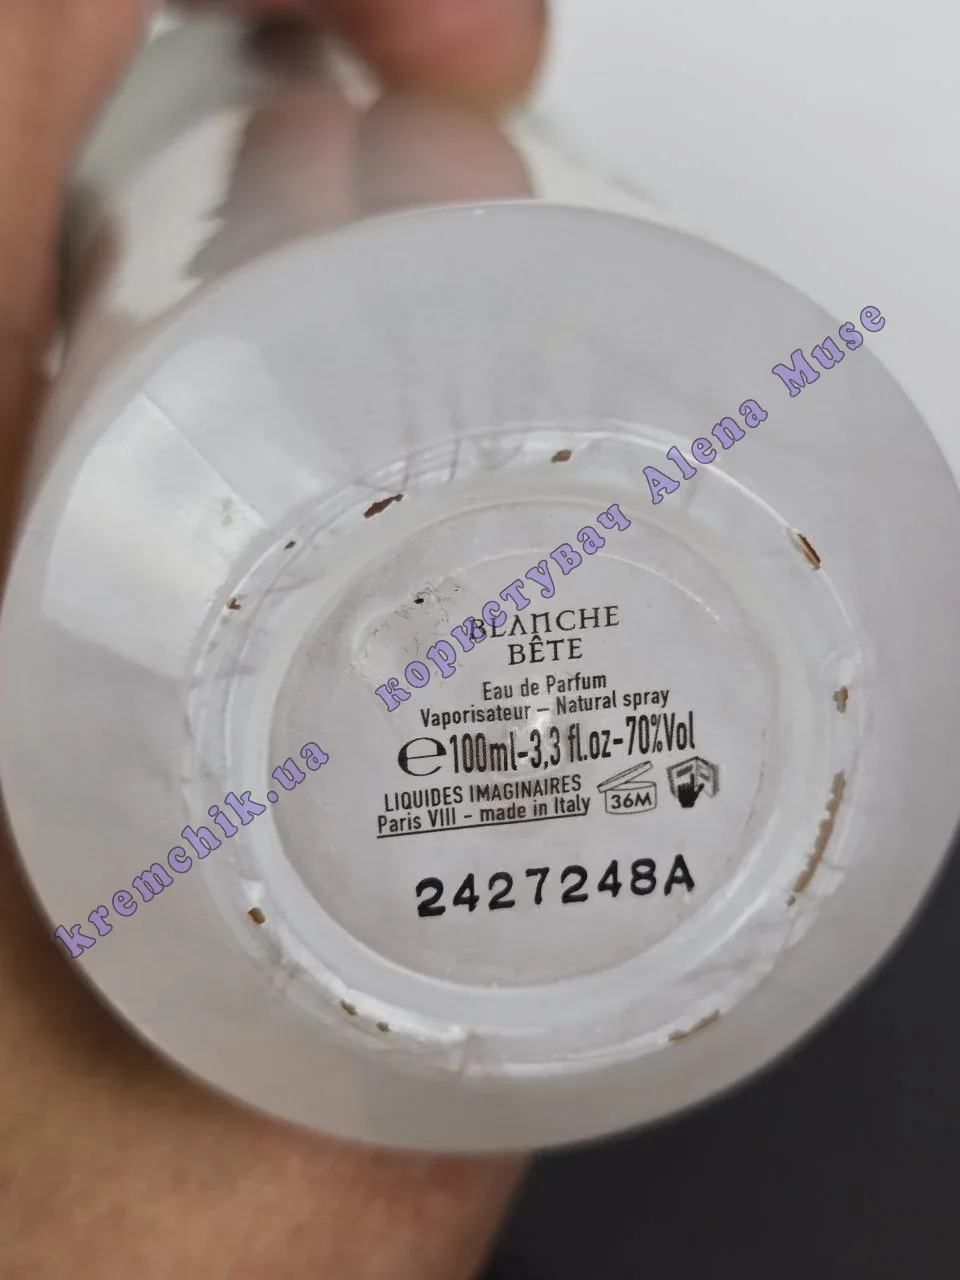 BLANCHE
BÊTE
Eau de Parfum
Vaporisateur – Natural spray
℮100ml-3,3 fl.oz-70%Vol
LIQUIDES IMAGINAIRES
Paris VIII – made in Italy
36M
2427248A
kremchik.ua користувач Alena Muse